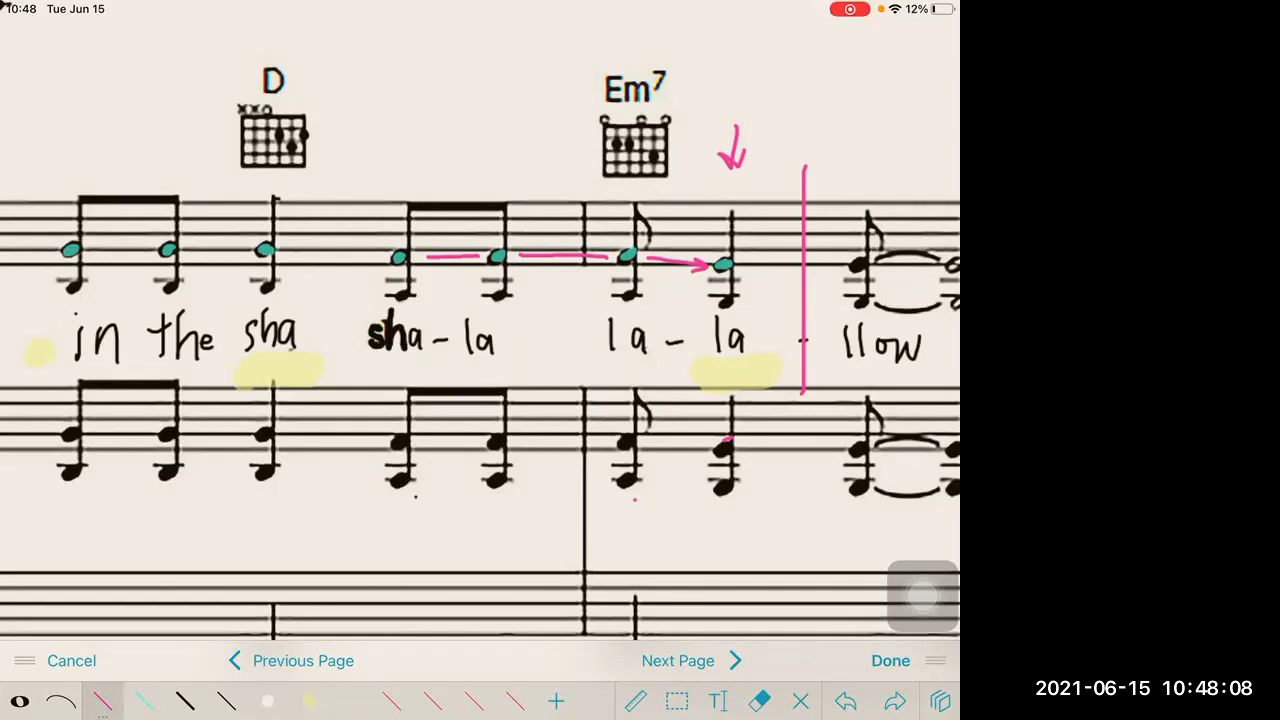 10:48 Tue Jun 15
12%
D
Em7
in the sha sha-la la-la - llow
Cancel
Previous Page
Next Page
Done
2021-06-15 10:48:08